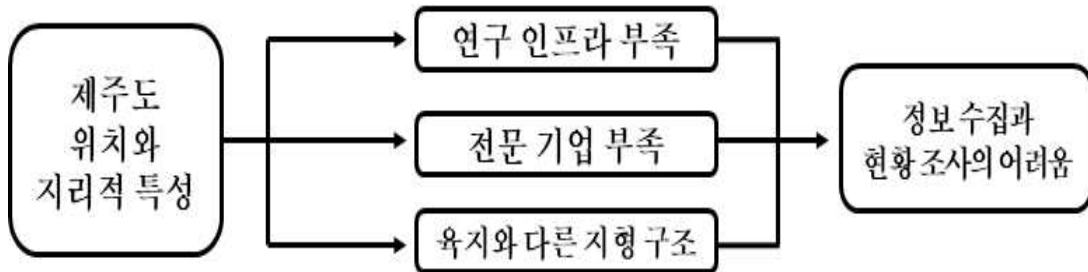 제주도
위치와
지리적 특성
연구 인프라 부족
전문 기업 부족
육지와 다른 지형 구조
정보 수집과
현황 조사의 어려움